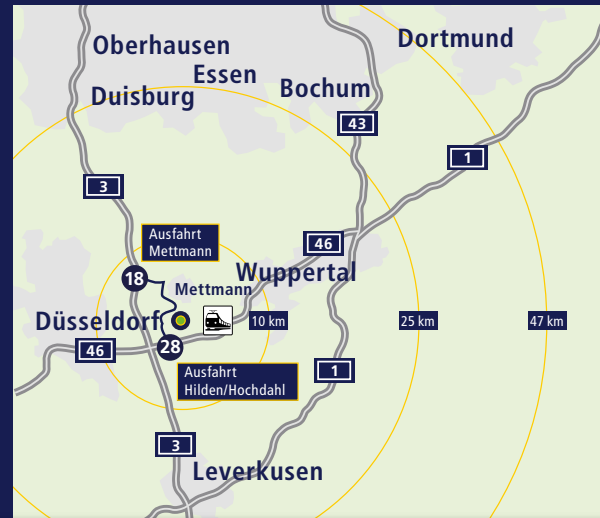 Oberhausen
Dortmund
Essen
Bochum
Duisburg
43
1
3
Ausfahrt
Mettmann
46
18
Wuppertal
Mettmann
Düsseldorf
10 km
25 km
47 km
46
28
Ausfahrt
Hilden/Hochdahl
1
3
Leverkusen